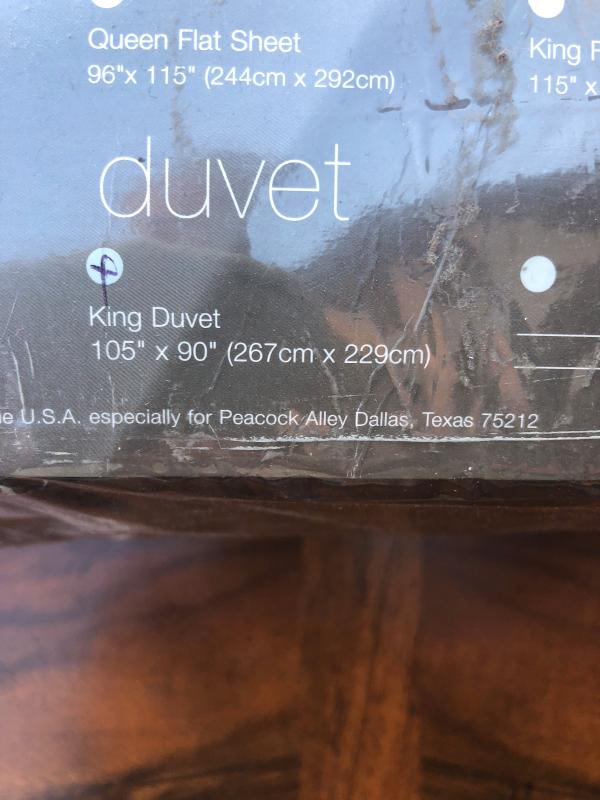 Queen Flat Sheet
96"x 115" (244cm x 292cm)
King
115" x
duvet
King Duvet
105" x 90" (267cm x 229cm)
U.S.A. especially for Peacock Alley Dallas, Texas 75212